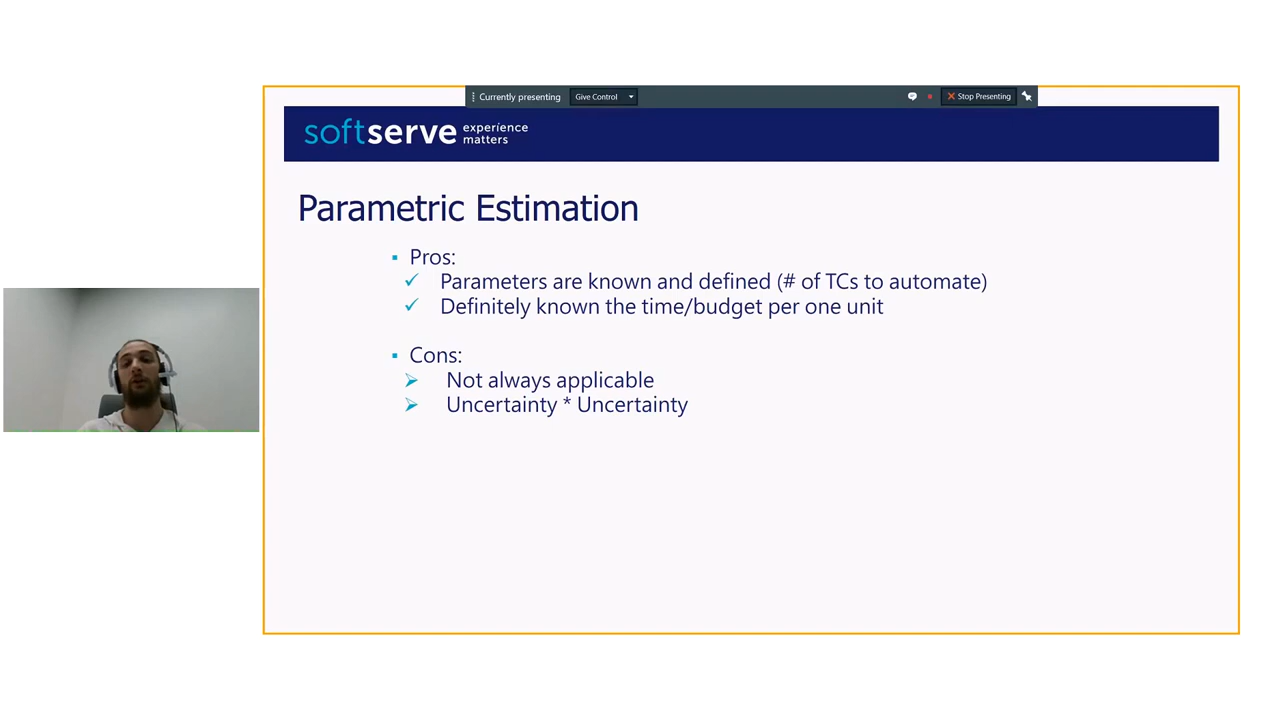 Currently presenting Give Control Stop Presenting
softserve experience matters
Parametric Estimation
▪ Pros:
✓ Parameters are known and defined (# of TCs to automate)
✓ Definitely known the time/budget per one unit
▪ Cons:
➢ Not always applicable
➢ Uncertainty * Uncertainty